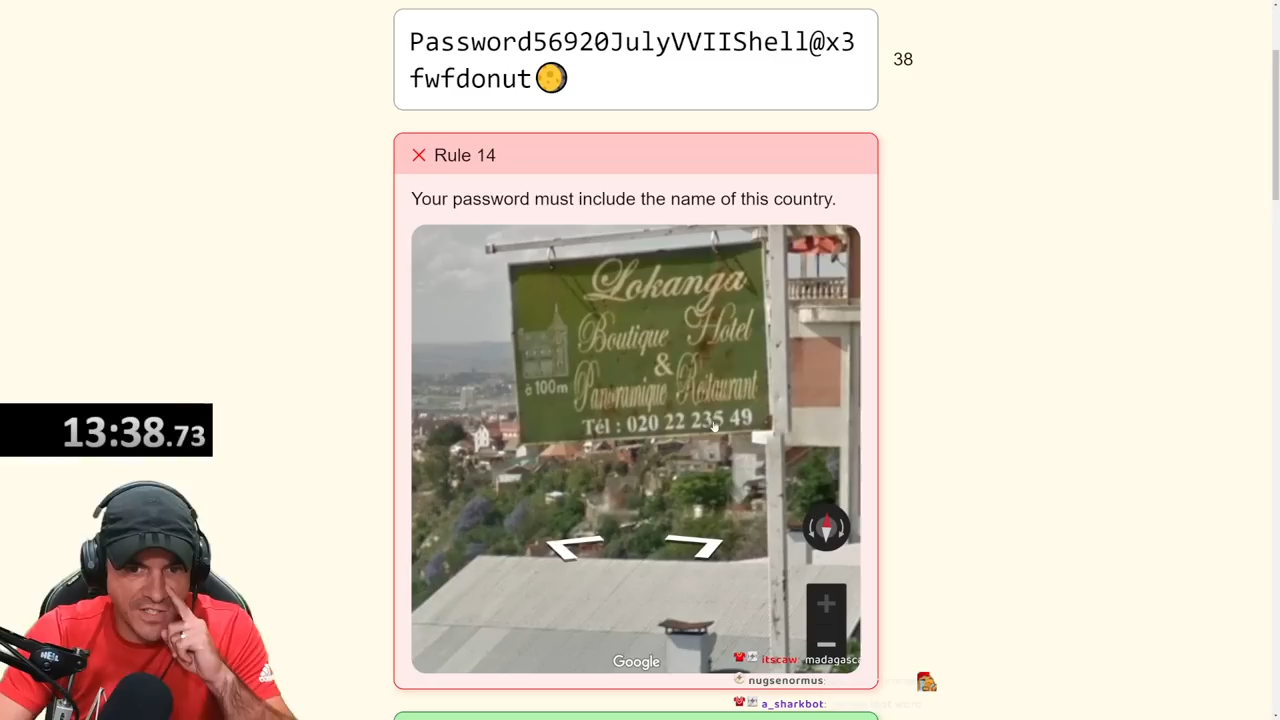 Password56920JulyVVIIShell@x3
fwfdonut🌕
38
Rule 14
Your password must include the name of this country.
Lokanga
Boutique Hotel
&
à 100m
Panoramique Restaurant
Tél : 020 22 235 49
13:38.73
Google
itscaw: madagasca
nugsenormus:
a_sharkbot: